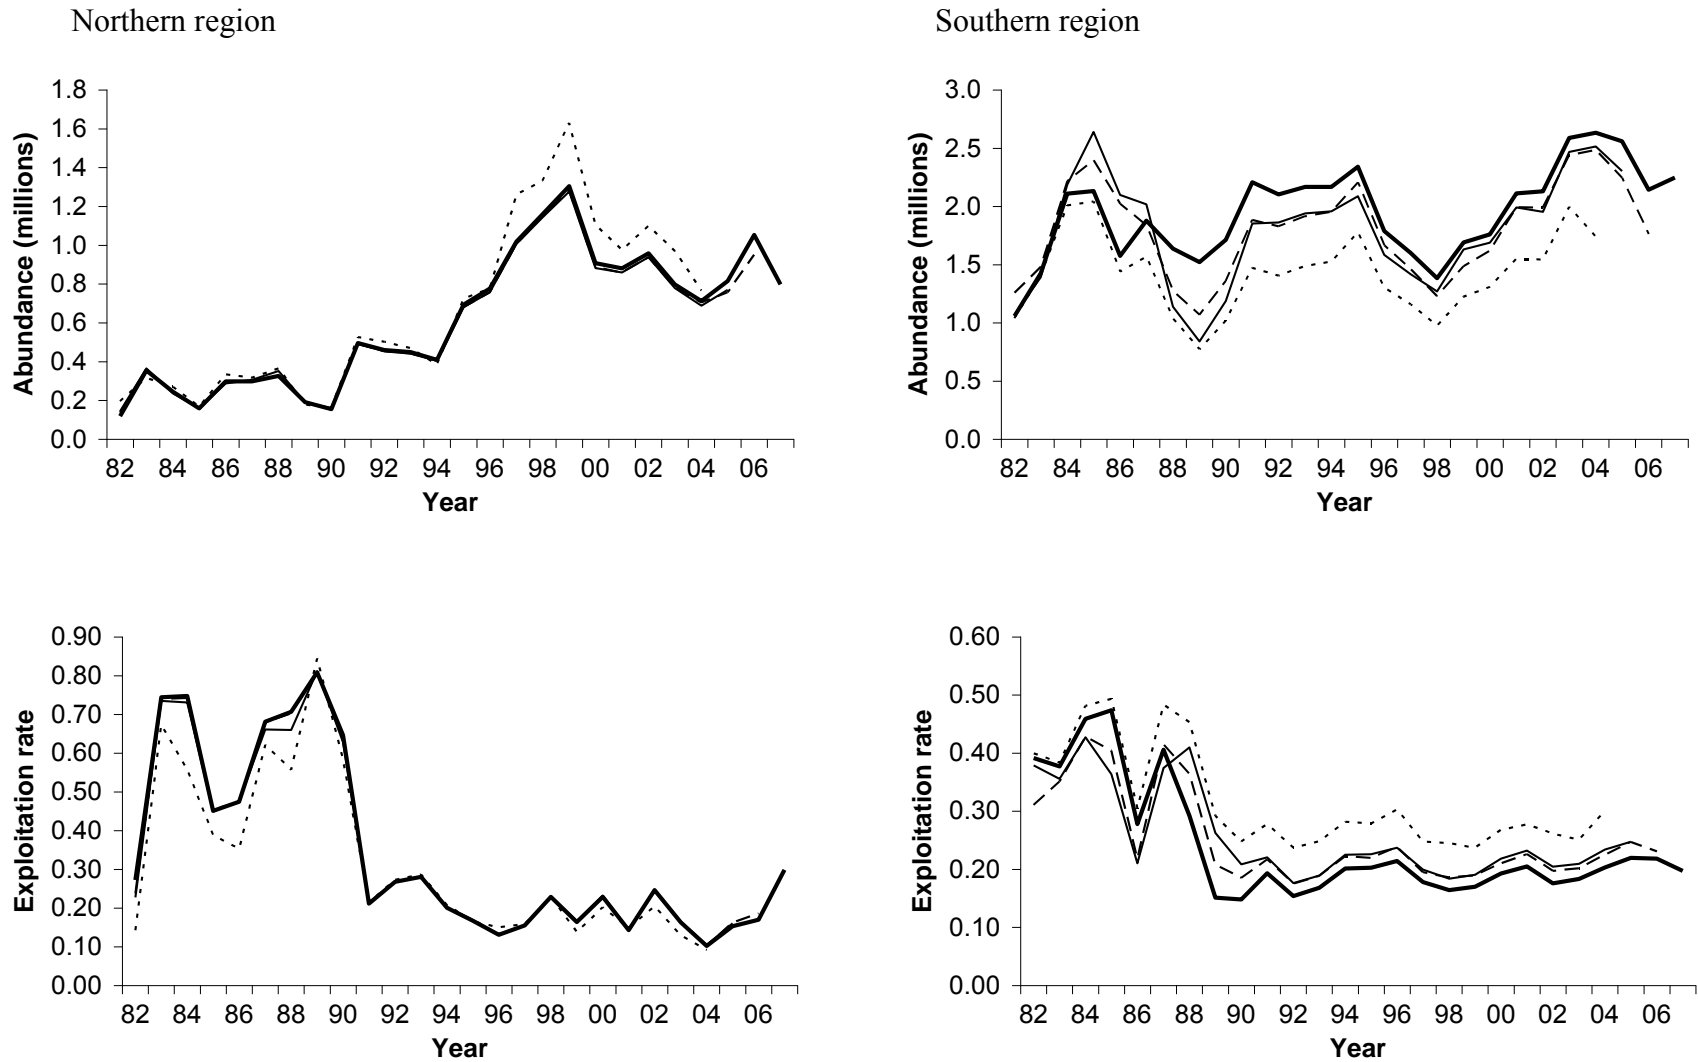 Northern region
Southern region
Abundance (millions)
1.8
1.6
1.4
1.2
1.0
0.8
0.6
0.4
0.2
0.0
82 84 86 88 90 92 94 96 98 00 02 04 06
Year
Abundance (millions)
3.0
2.5
2.0
1.5
1.0
0.5
0.0
82 84 86 88 90 92 94 96 98 00 02 04 06
Year
Exploitation rate
0.90
0.80
0.70
0.60
0.50
0.40
0.30
0.20
0.10
0.00
82 84 86 88 90 92 94 96 98 00 02 04 06
Year
Exploitation rate
0.60
0.50
0.40
0.30
0.20
0.10
0.00
82 84 86 88 90 92 94 96 98 00 02 04 06
Year